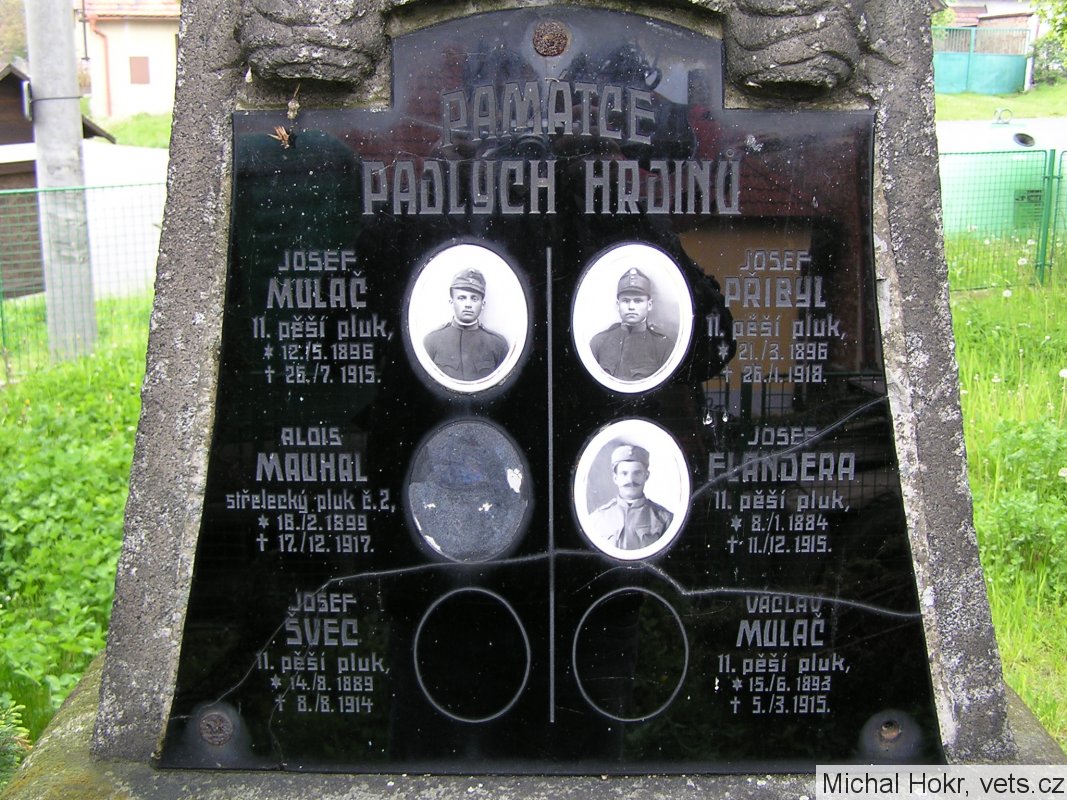 PAMÁTCE
PADLÝCH HRDINŮ
JOSEF
MULAČ
11. pěší pluk,
* 12./5. 1896
† 26./7. 1915.
ALOIS
MAUHAL
střelecký pluk č.2,
* 16./2. 1899
† 17./12. 1917.
JOSEF
ŠVEC
11. pěší pluk,
* 14./8. 1889
† 8./8. 1914
JOSEF
PŘIBYL
11. pěší pluk,
* 21./3. 1896
† 26./4. 1918.
JOSEF
FLANDERA
11. pěší pluk,
* 8./1. 1884
† 11./12. 1915.
VÁCLAV
MULAČ
11. pěší pluk,
* 15./6. 1893
† 5./3. 1915.
Michal Hokr, vets.cz